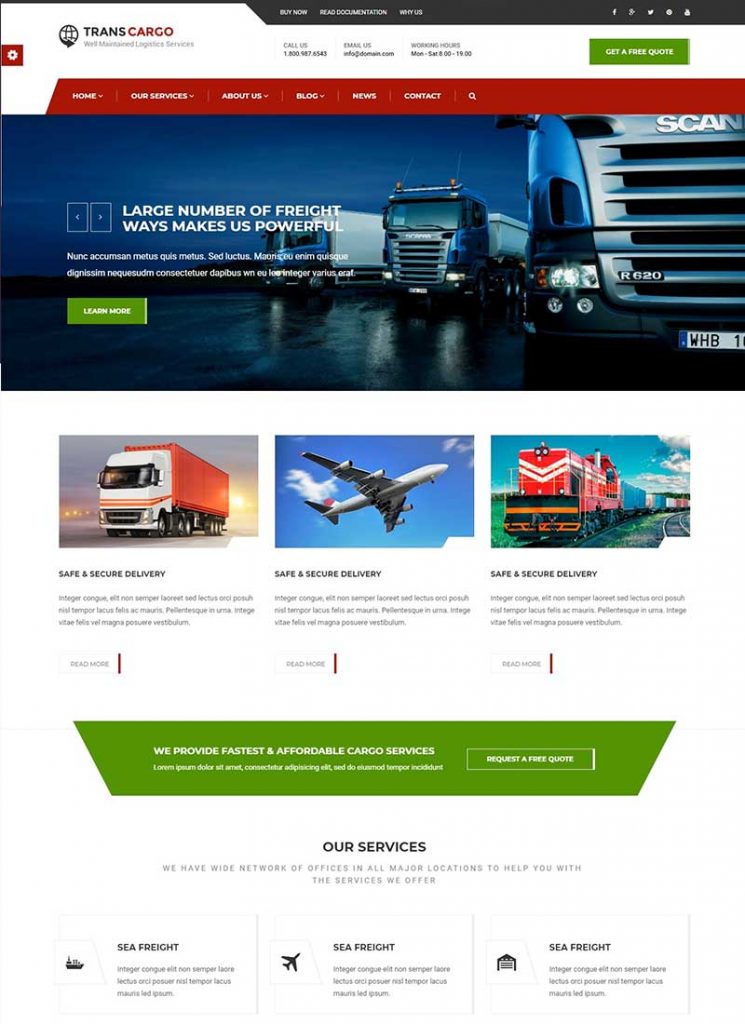 BUY NOW READ DOCUMENTATION WHY US
TRANS CARGO
Well Maintained Logistics Services
CALL US
1.800.987.6543
EMAIL US
info@domain.com
WORKING HOURS
Mon - Sat 8.00 - 19.00
GET A FREE QUOTE
HOME OUR SERVICES ABOUT US BLOG NEWS CONTACT
SCAN
SCANIA
R 620
WHB
LARGE NUMBER OF FREIGHT
WAYS MAKES US POWERFUL
Nunc accumsan metus quis metus. Sed luctus. Mauris eu enim quisque
dignissim nequesudm consectetuer dapibus wn eu leo integer varius erat.
LEARN MORE
SAFE & SECURE DELIVERY
Integer congue, elit non semper laoreet sed lectus orci posuh
nisl tempor lacus felis ac mauris. Pellentesque in urna. Intege
vitae felis vel magna posuere vestibulum.
READ MORE
SAFE & SECURE DELIVERY
Integer congue, elit non semper laoreet sed lectus orci posuh
nisl tempor lacus felis ac mauris. Pellentesque in urna. Intege
vitae felis vel magna posuere vestibulum.
READ MORE
SAFE & SECURE DELIVERY
Integer congue, elit non semper laoreet sed lectus orci posuh
nisl tempor lacus felis ac mauris. Pellentesque in urna. Intege
vitae felis vel magna posuere vestibulum.
READ MORE
WE PROVIDE FASTEST & AFFORDABLE CARGO SERVICES
Lorem ipsum dolor sit amet, consectetur adipisicing elit, sed do eiusmod tempor incididunt
REQUEST A FREE QUOTE
OUR SERVICES
WE HAVE WIDE NETWORK OF OFFICES IN ALL MAJOR LOCATIONS TO HELP YOU WITH
THE SERVICES WE OFFER
SEA FREIGHT
Integer congue elit non semper laore
lectus orci posuer nisl tempor lacus
mauris led ipsum.
SEA FREIGHT
Integer congue elit non semper laore
lectus orci posuer nisl tempor lacus
mauris led ipsum.
SEA FREIGHT
Integer congue elit non semper laore
lectus orci posuer nisl tempor lacus
mauris led ipsum.